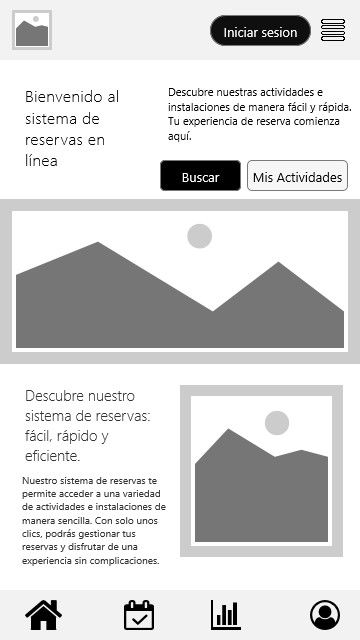 Iniciar sesion
Bienvenido al
sistema de
reservas en
línea
Descubre nuestras actividades e
instalaciones de manera fácil y rápida.
Tu experiencia de reserva comienza
aquí.
Buscar
Mis Actividades
Descubre nuestro
sistema de reservas:
fácil, rápido y
eficiente.
Nuestro sistema de reservas te
permite acceder a una variedad
de actividades e instalaciones de
manera sencilla. Con solo unos
clics, podrás gestionar tus
reservas y disfrutar de una
experiencia sin complicaciones.